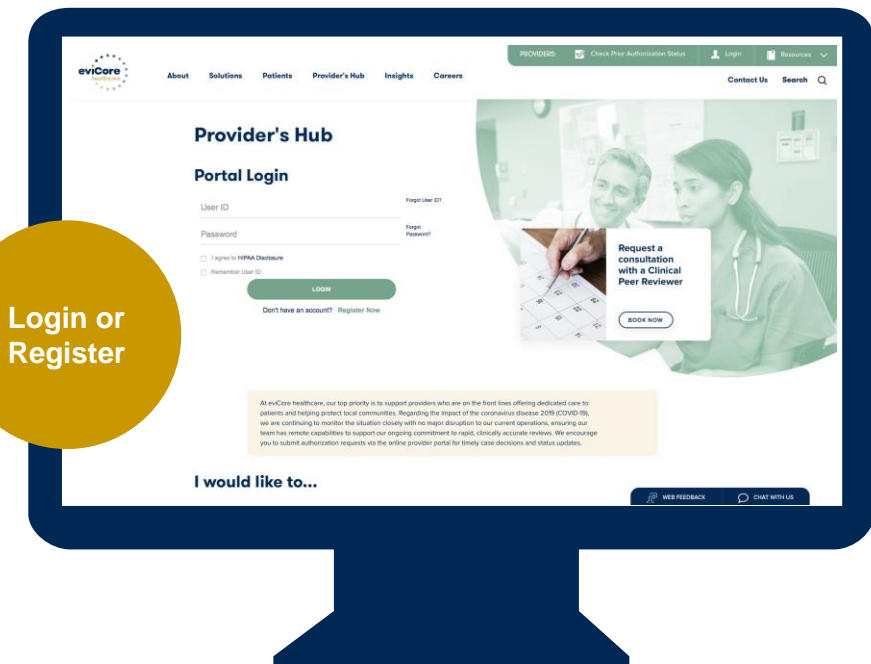 PROVIDERS: Check Prior Authorization Status Login Resources
eviCore
healthcare
About Solutions Patients Provider's Hub Insights Careers
Contact Us Search
Provider's Hub
Portal Login
User ID
Forgot User ID?
Password
Forgot
Password?
I agree to HIPAA Disclosure
Remember User ID
LOGIN
Don't have an account? Register Now
Request a
consultation
with a Clinical
Peer Reviewer
BOOK NOW
Login or
Register
At eviCore healthcare, our top priority is to support providers who are on the front lines offering dedicated care to
patients and helping protect local communities. Regarding the impact of the coronavirus disease 2019 (COVID-19),
we are continuing to monitor the situation closely with no major disruption to our current operations, ensuring our
team has remote capabilities to support our ongoing commitment to rapid, clinically accurate reviews. We encourage
you to submit authorization requests via the online provider portal for timely case decisions and status updates.
I would like to...
WEB FEEDBACK CHAT WITH US